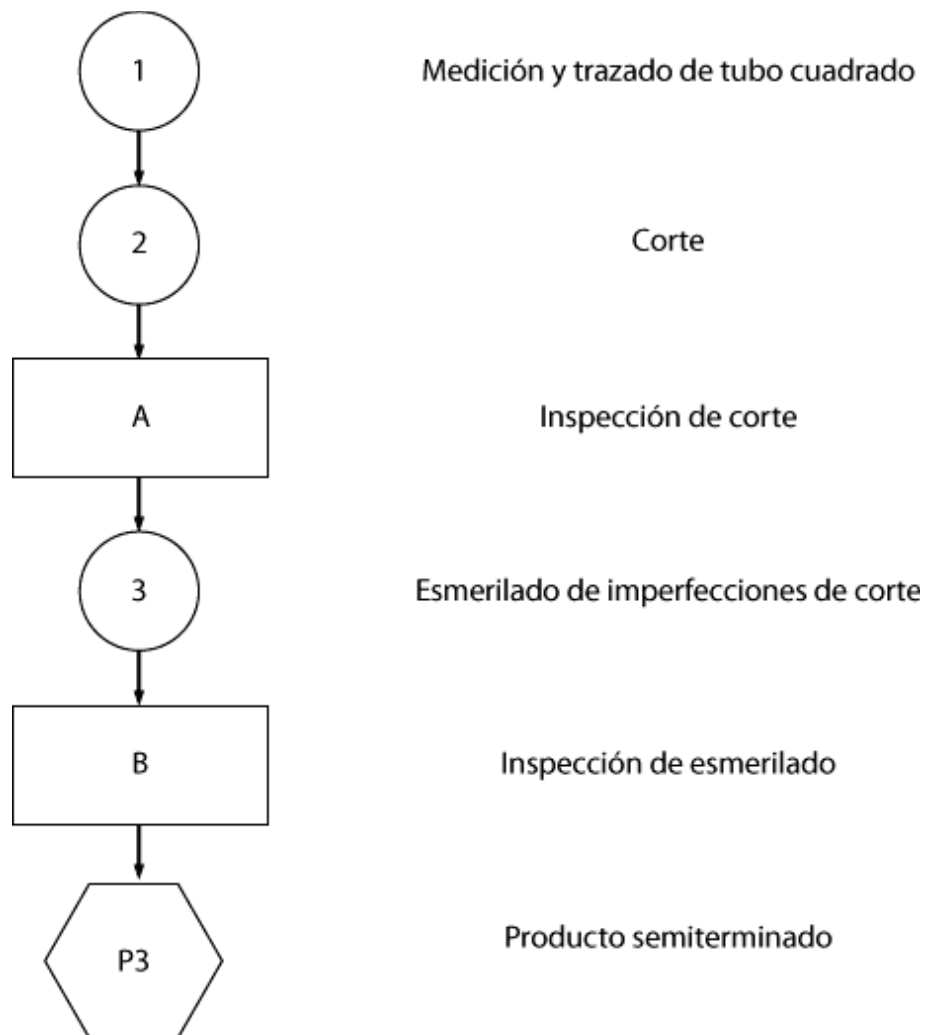 1 Medición y trazado de tubo cuadrado
2 Corte
A Inspección de corte
3 Esmerilado de imperfecciones de corte
B Inspección de esmerilado
P3 Producto semiterminado